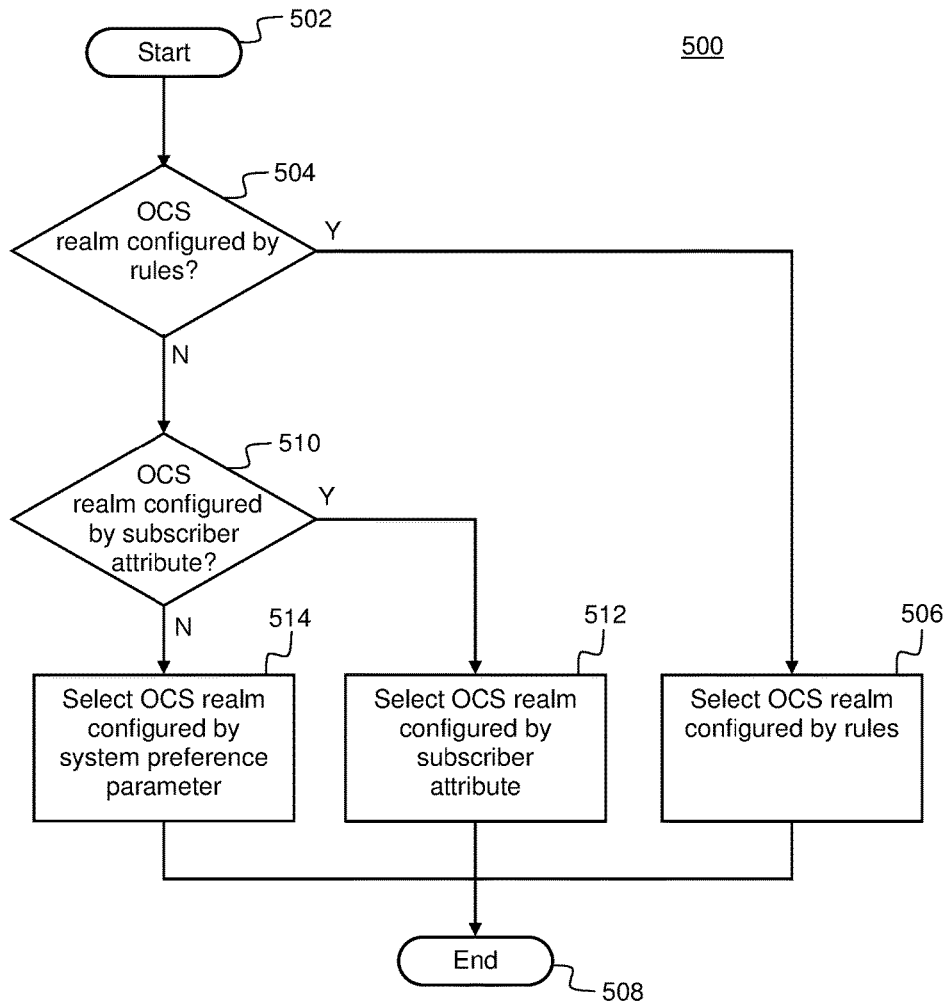 502
Start
500
504
OCS
realm configured by
rules?
Y
N
510
OCS
realm configured
by subscriber
attribute?
Y
N
514
512
506
Select OCS realm
configured by
system preference
parameter
Select OCS realm
configured by
subscriber
attribute
Select OCS realm
configured by rules
End
508